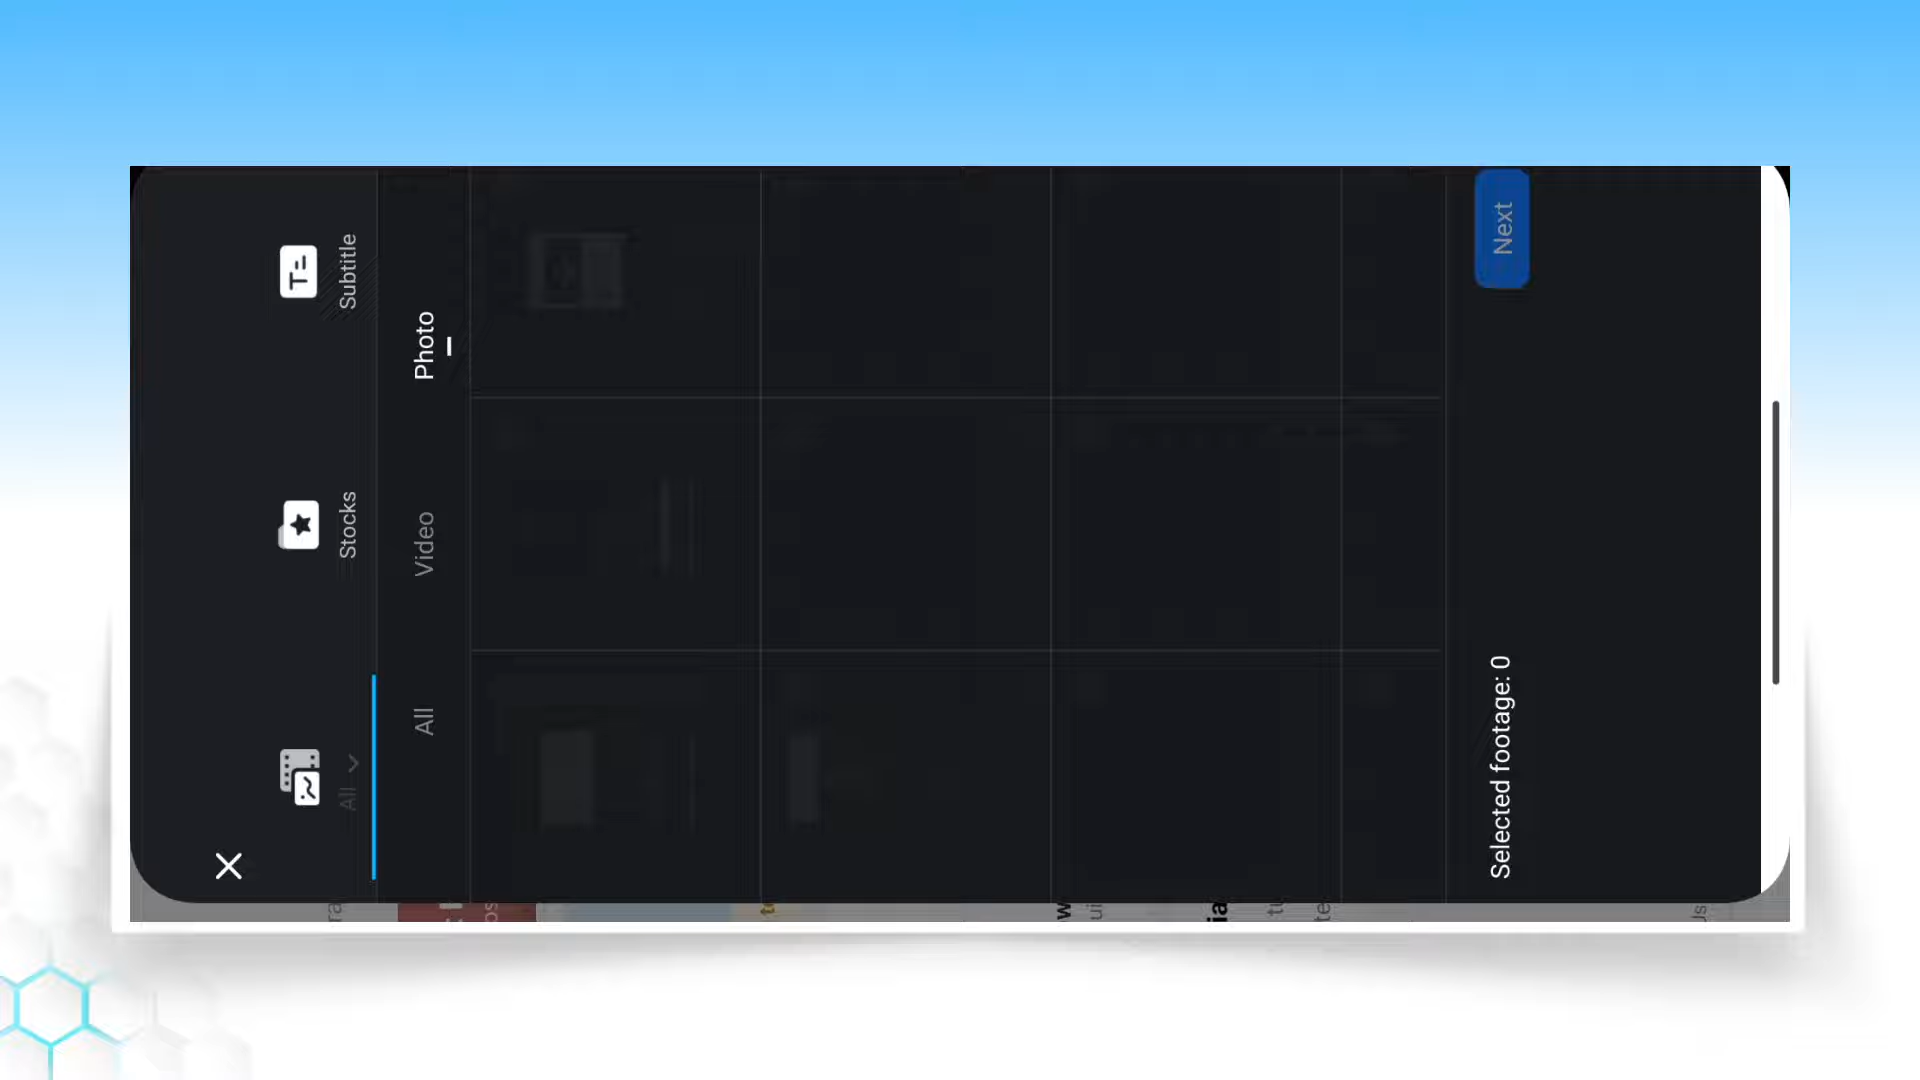 All
Stocks
Subtitle
All
Video
Photo
Selected footage: 0
Next